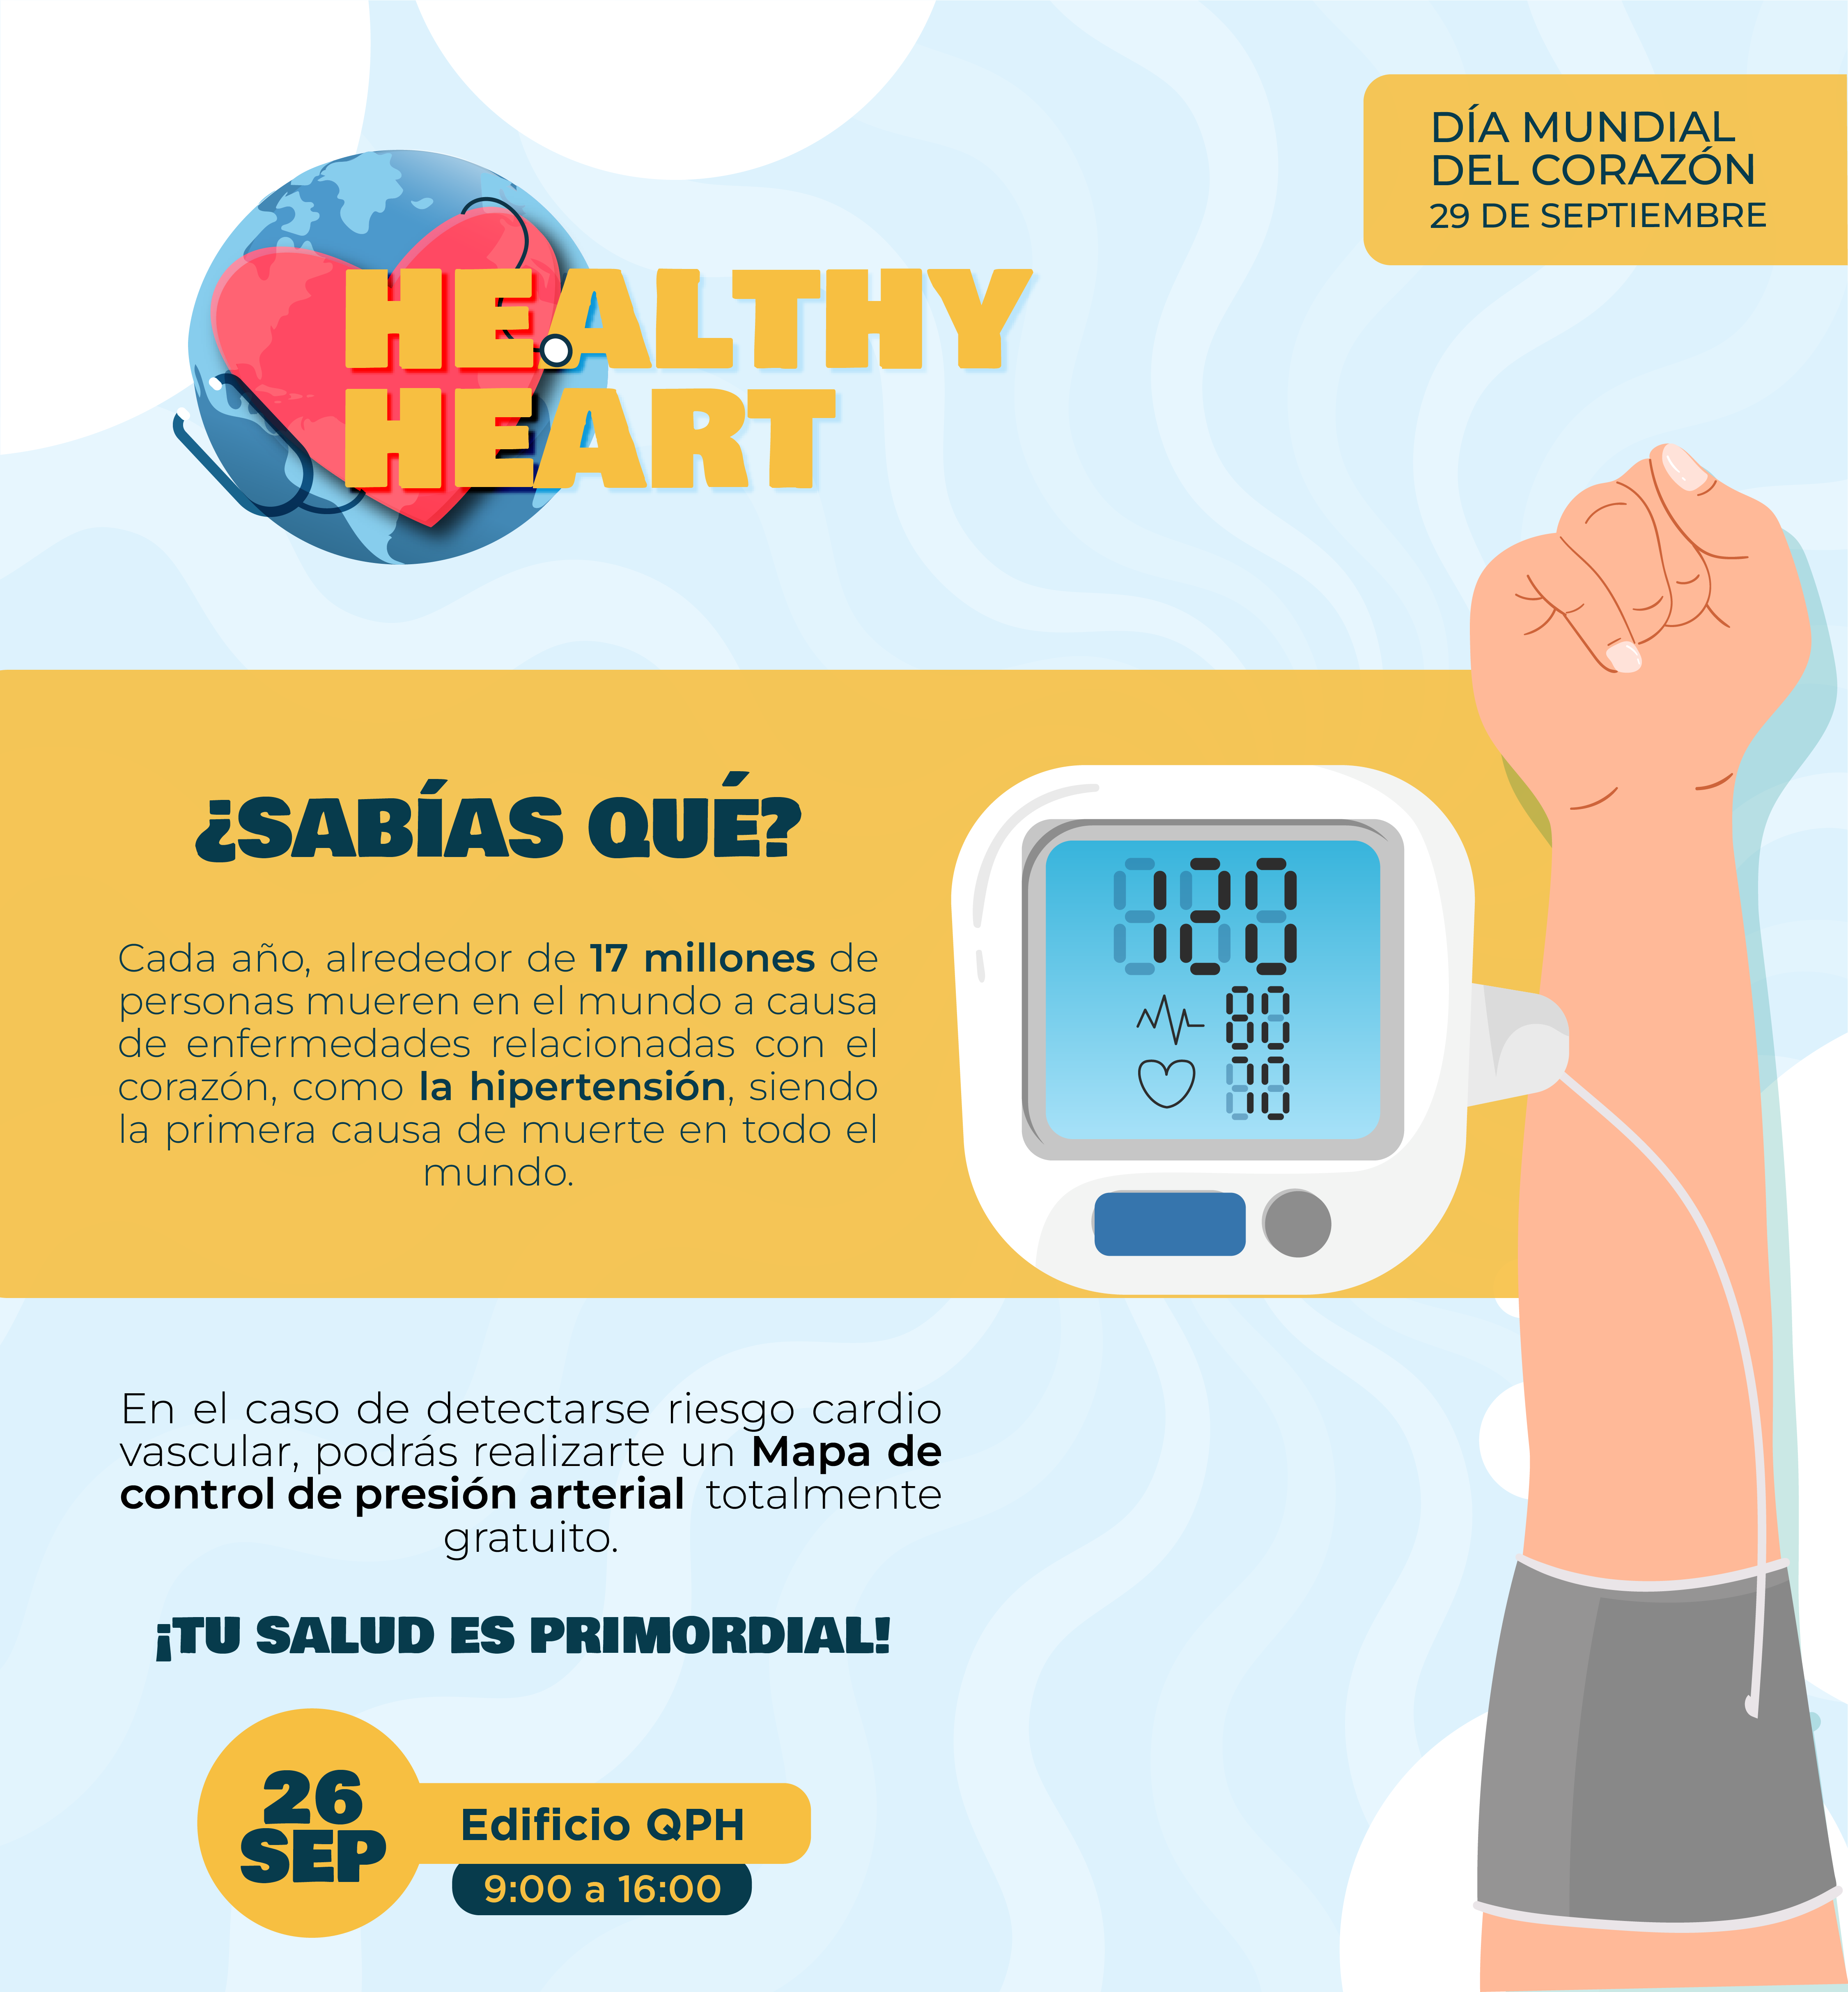 DÍA MUNDIAL
DEL CORAZÓN
29 DE SEPTIEMBRE
HEALTHY
HEART
¿SABÍAS QUÉ?
Cada año, alrededor de 17 millones de
personas mueren en el mundo a causa
de enfermedades relacionadas con el
corazón, como la hipertensión, siendo
la primera causa de muerte en todo el
mundo.
120
80
70
En el caso de detectarse riesgo cardio
vascular, podrás realizarte un Mapa de
control de presión arterial totalmente
gratuito.
¡TU SALUD ES PRIMORDIAL!
26
SEP
Edificio QPH
9:00 a 16:00